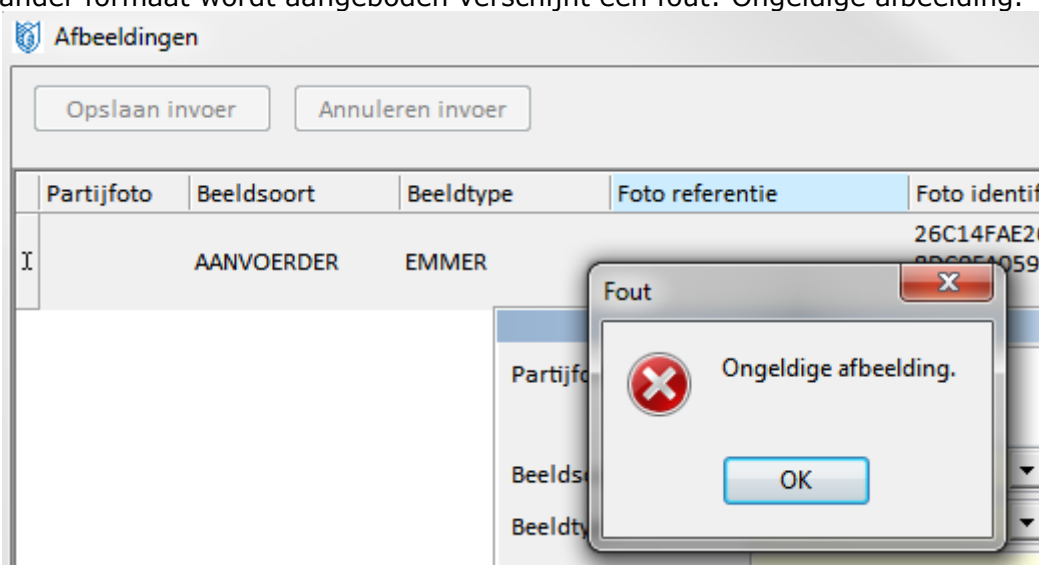 ander formaat wordt aangeboden verschijnt een fout: Ongeldige afbeelding.
Afbeeldingen
Opslaan invoer Annuleren invoer
Partijfoto Beeldsoort Beeldtype Foto referentie Foto identif
AANVOERDER EMMER 26C14FAE2
Fout
Ongeldige afbeelding.
OK
Partijfo
Beelds
Beeldty